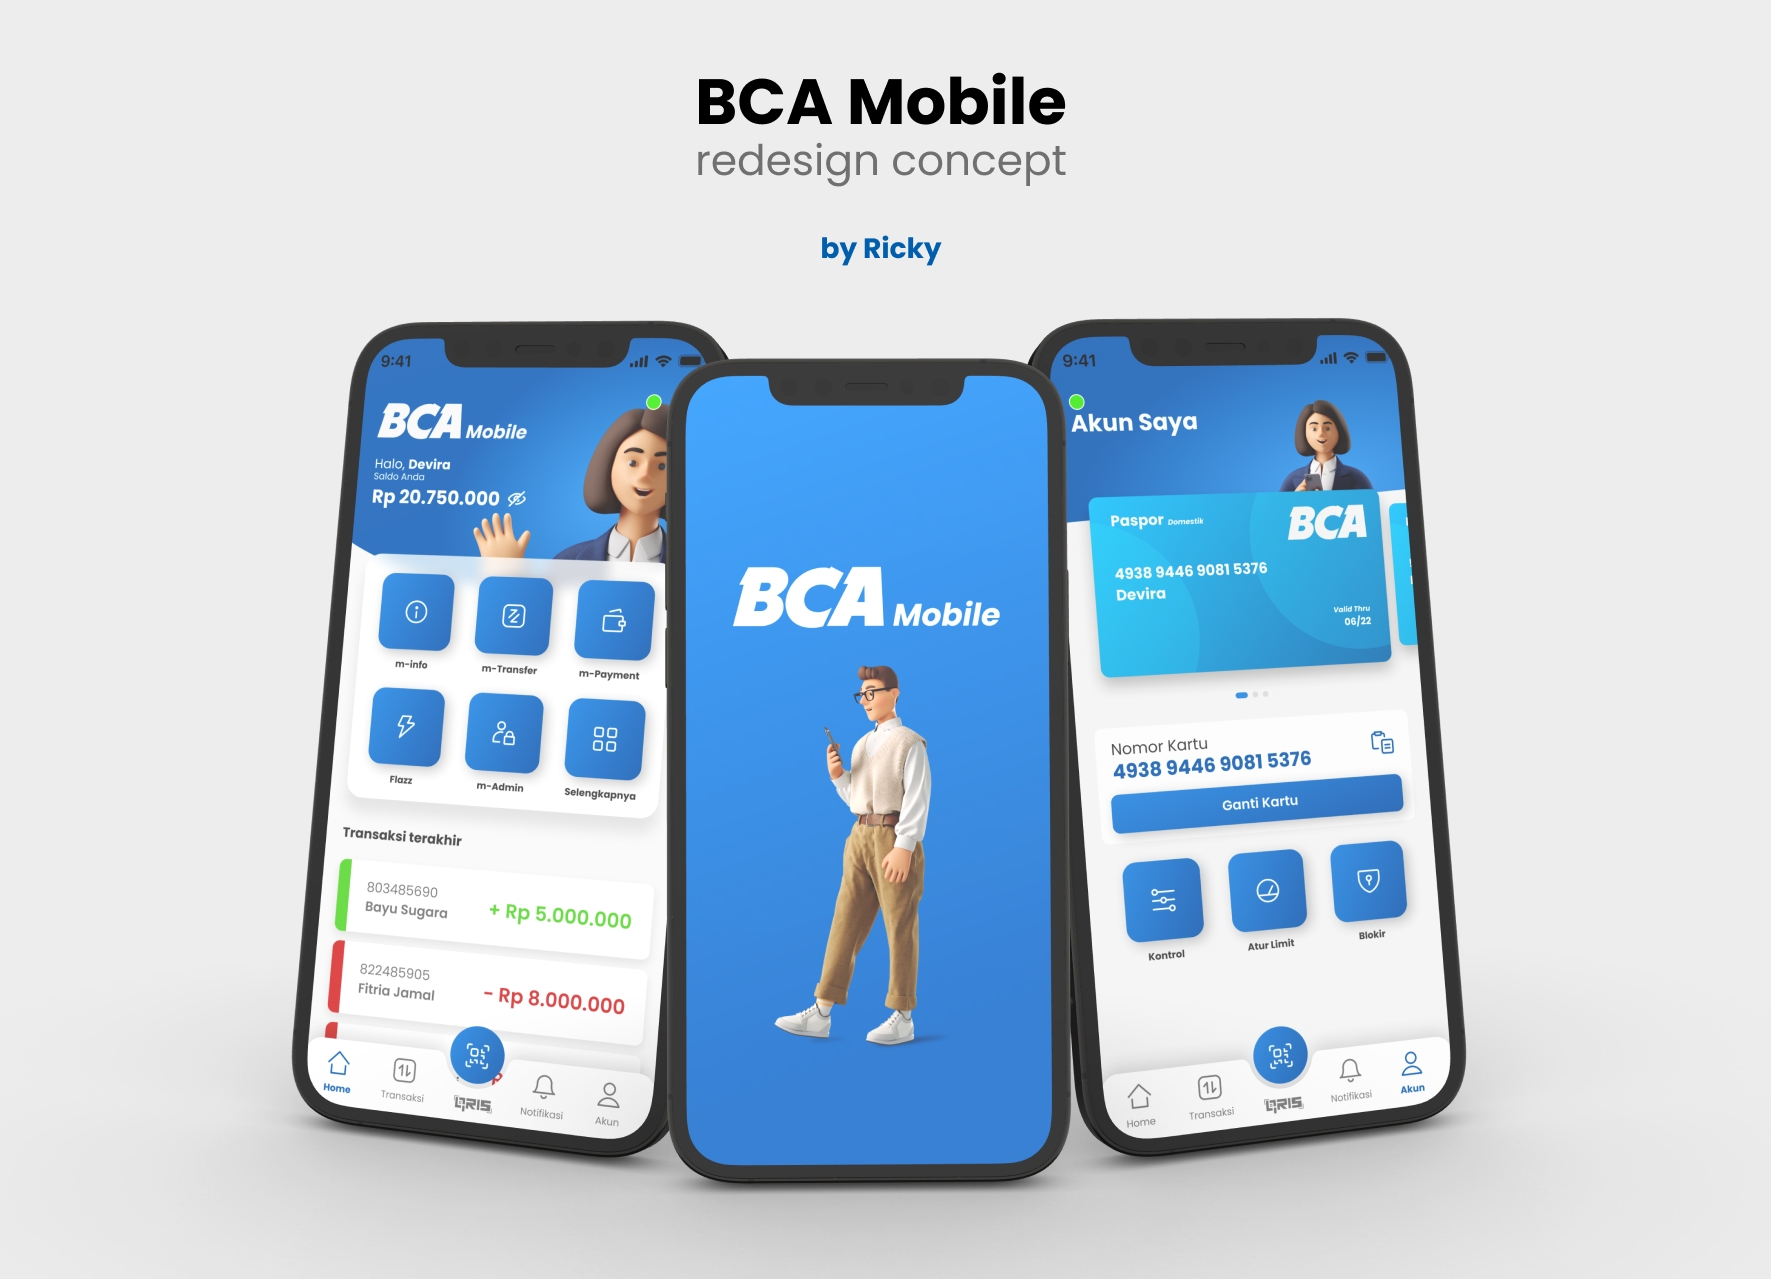 BCA Mobile
redesign concept
by Ricky
9:41
BCA Mobile
Halo, Devira
Saldo Anda
Rp 20.750.000
m-info
m-Transfer
m-Payment
Flazz
m-Admin
Selengkapnya
Transaksi terakhir
803485690
Bayu Sugara
+ Rp 5.000.000
822485905
Fitria Jamal
- Rp 8.000.000
Home
Transaksi
QRIS
Notifikasi
Akun
BCA Mobile
9:41
Akun Saya
Paspor Domestik
BCA
4938 9446 9081 5376
Devira
Valid Thru
06/22
Nomor Kartu
4938 9446 9081 5376
Ganti Kartu
Kontrol
Atur Limit
Blokir
Home
Transaksi
QRIS
Notifikasi
Akun